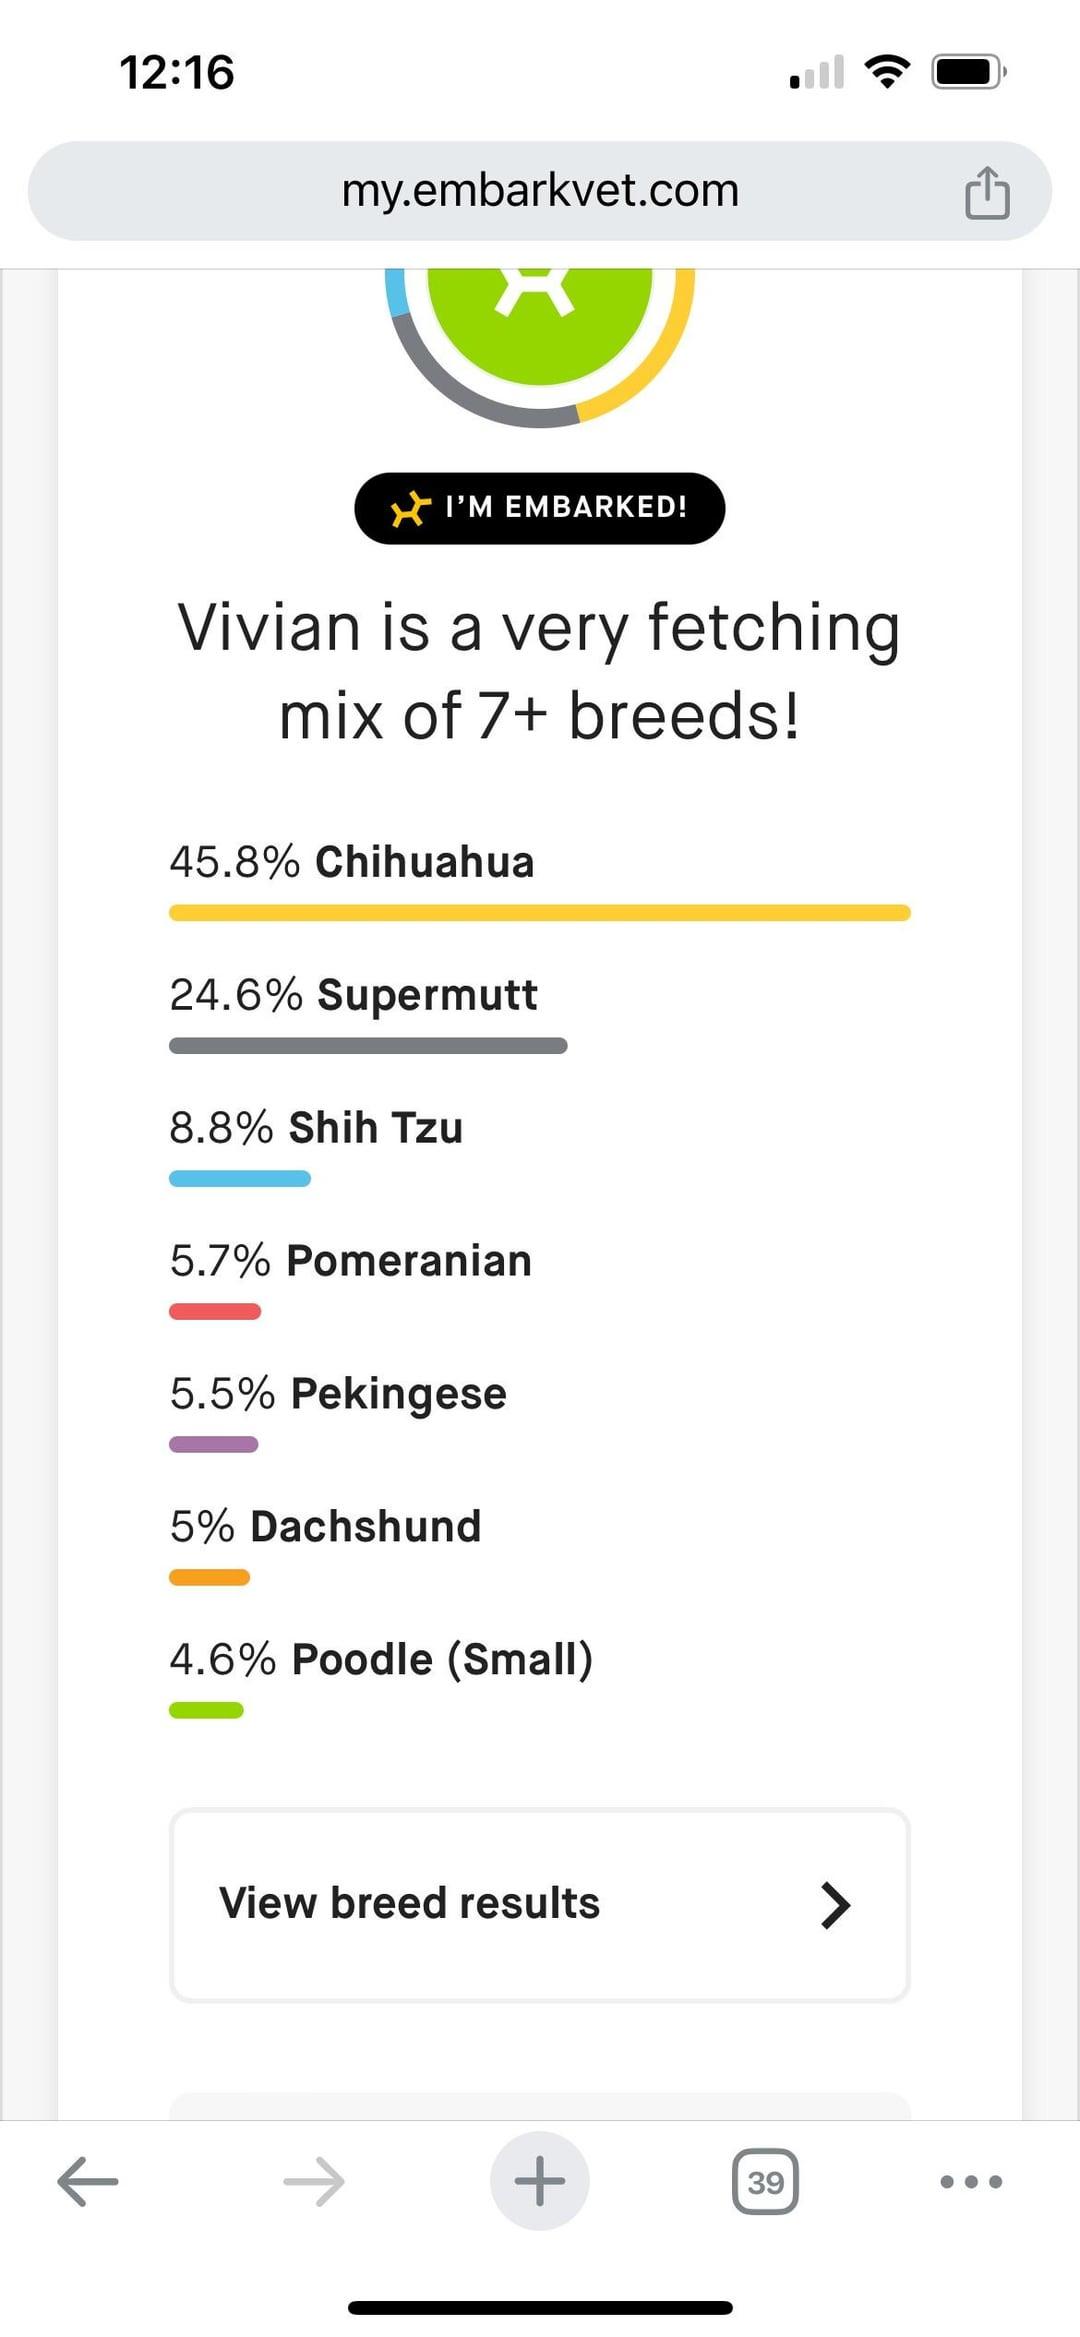 12:16
my.embarkvet.com
I’M EMBARKED!
Vivian is a very fetching
mix of 7+ breeds!
45.8% Chihuahua
24.6% Supermutt
8.8% Shih Tzu
5.7% Pomeranian
5.5% Pekingese
5% Dachshund
4.6% Poodle (Small)
View breed results
39